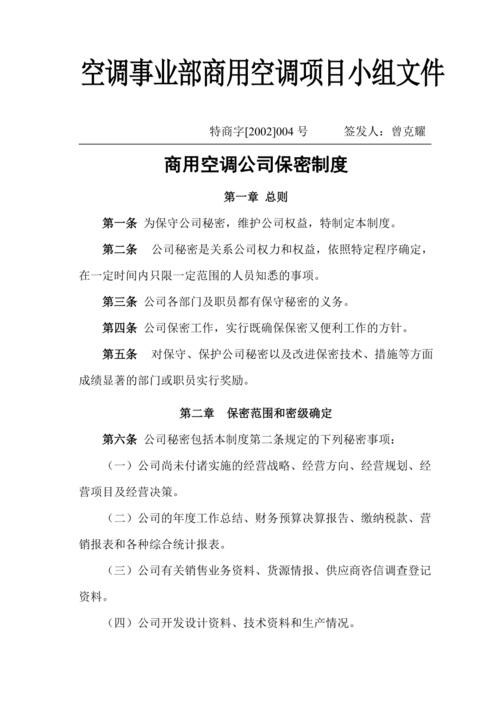 空调事业部商用空调项目小组文件
特商字[2002]004 号 签发人：曾克耀
商用空调公司保密制度
第一章 总则
第一条 为保守公司秘密，维护公司权益，特制定本制度。
第二条 公司秘密是关系公司权力和权益，依照特定程序确定，
在一定时间内只限一定范围的人员知悉的事项。
第三条 公司各部门及职员都有保守秘密的义务。
第四条 公司保密工作，实行既确保保密又便利工作的方针。
第五条 对保守、保护公司秘密以及改进保密技术、措施等方面
成绩显著的部门或职员实行奖励。
第二章 保密范围和密级确定
第六条 公司秘密包括本制度第二条规定的下列秘密事项：
（一）公司尚未付诸实施的经营战略、经营方向、经营规划、经
营项目及经营决策。
（二）公司的年度工作总结、财务预算决算报告、缴纳税款、营
销报表和各种综合统计报表。
（三）公司有关销售业务资料、货源情报、供应商咨信调查登记
资料。
（四）公司开发设计资料、技术资料和生产情况。